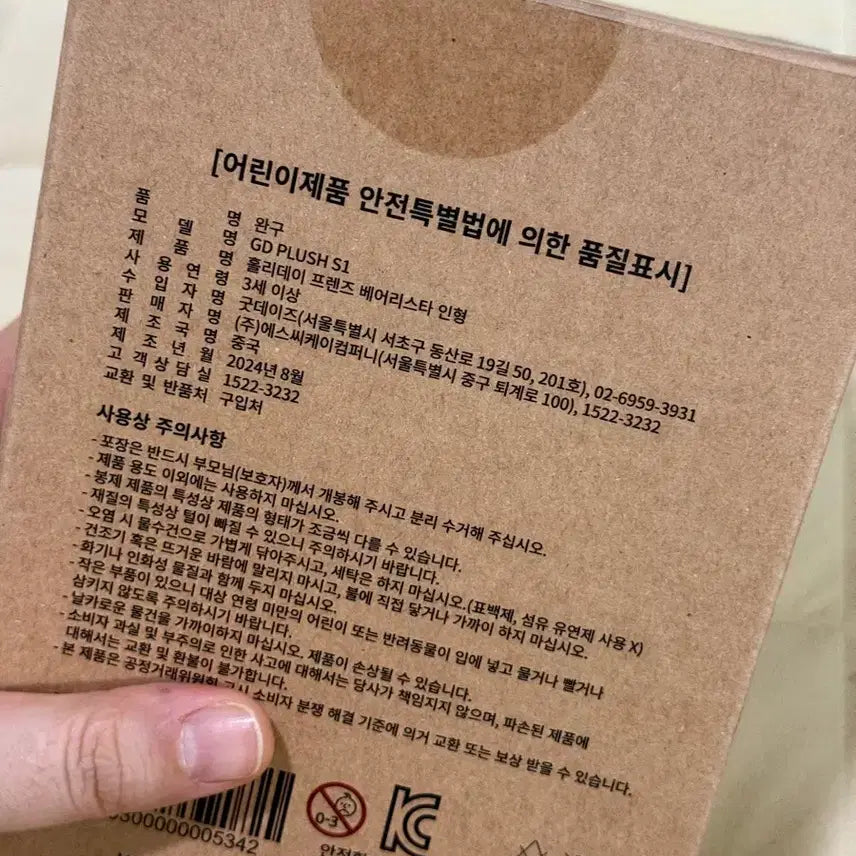 [어린이제품 안전특별법에 의한 품질표시]
품 명 완구
모 델 명 GD PLUSH S1
제 품 명 홀리데이 프렌즈 베어리스타 인형
사 용 연 령 3세 이상
수 입 자 명 굿데이즈(서울특별시 서초구 동산로 19길 50, 201호), 02-6959-3931
판 매 자 명 (주)에스씨케이컴퍼니(서울특별시 중구 퇴계로 100), 1522-3232
제 조 국 명 중국
제 조 년 월 2024년 8월
고 객 상 담 실 1522-3232
교환 및 반품처 구입처
사용상 주의사항
- 포장은 반드시 부모님(보호자)께서 개봉해 주시고 분리 수거해 주십시오.
- 제품 용도 이외에는 사용하지 마십시오.
- 봉제 제품의 특성상 제품의 형태가 조금씩 다를 수 있습니다.
- 재질의 특성상 털이 빠질 수 있으니 주의하시기 바랍니다.
- 오염 시 물수건으로 가볍게 닦아주시고, 세탁은 하지 마십시오.(표백제, 섬유 유연제 사용 X)
- 건조기 혹은 뜨거운 바람에 말리지 마시고, 불에 직접 닿거나 가까이 하지 마십시오.
- 화기나 인화성 물질과 함께 두지 마십시오.
- 작은 부품이 있으니 대상 연령 미만의 어린이 또는 반려동물이 입에 넣고 물거나 빨거나
삼키지 않도록 주의하시기 바랍니다.
- 날카로운 물건을 가까이하지 마십시오. 제품이 손상될 수 있습니다.
- 소비자 과실 및 부주의로 인한 사고에 대해서는 당사가 책임지지 않으며, 파손된 제품에
대해서는 교환 및 환불이 불가합니다.
- 본 제품은 공정거래위원회 고시 소비자 분쟁 해결 기준에 의거 교환 또는 보상 받을 수 있습니다.
0-3
300000005342